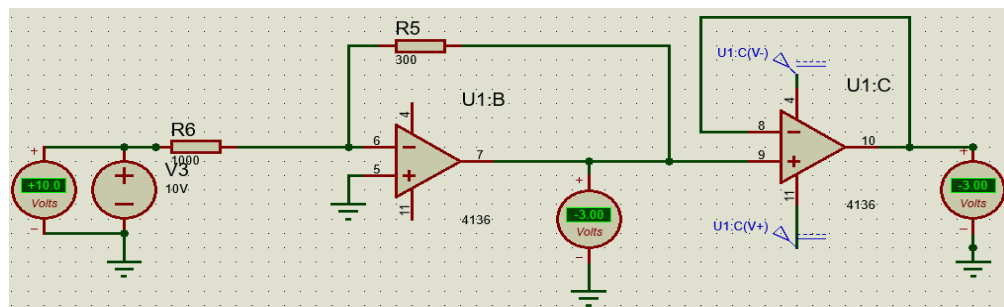 R5
300
U1:C(V-)
U1:C
U1:B
4
4
R6
1000
6
5
7
8
9
10
+
+10.0
Volts
−
V3
10V
+
−
−
+
11
4136
+
-3.00
Volts
−
−
+
11
4136
U1:C(V+)
+
-3.00
Volts
−